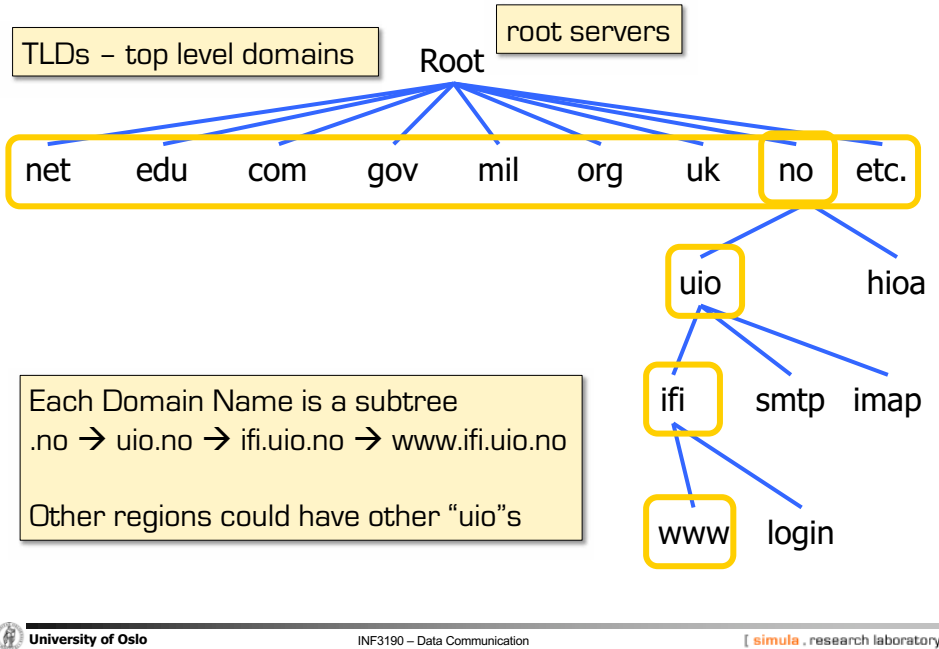 root servers
TLDs – top level domains
Root
net edu com gov mil org uk no etc.
uio hioa
ifi smtp imap
Each Domain Name is a subtree
.no → uio.no → ifi.uio.no → www.ifi.uio.no
Other regions could have other “uio”s
www login
University of Oslo INF3190 – Data Communication [ simula . research laboratory